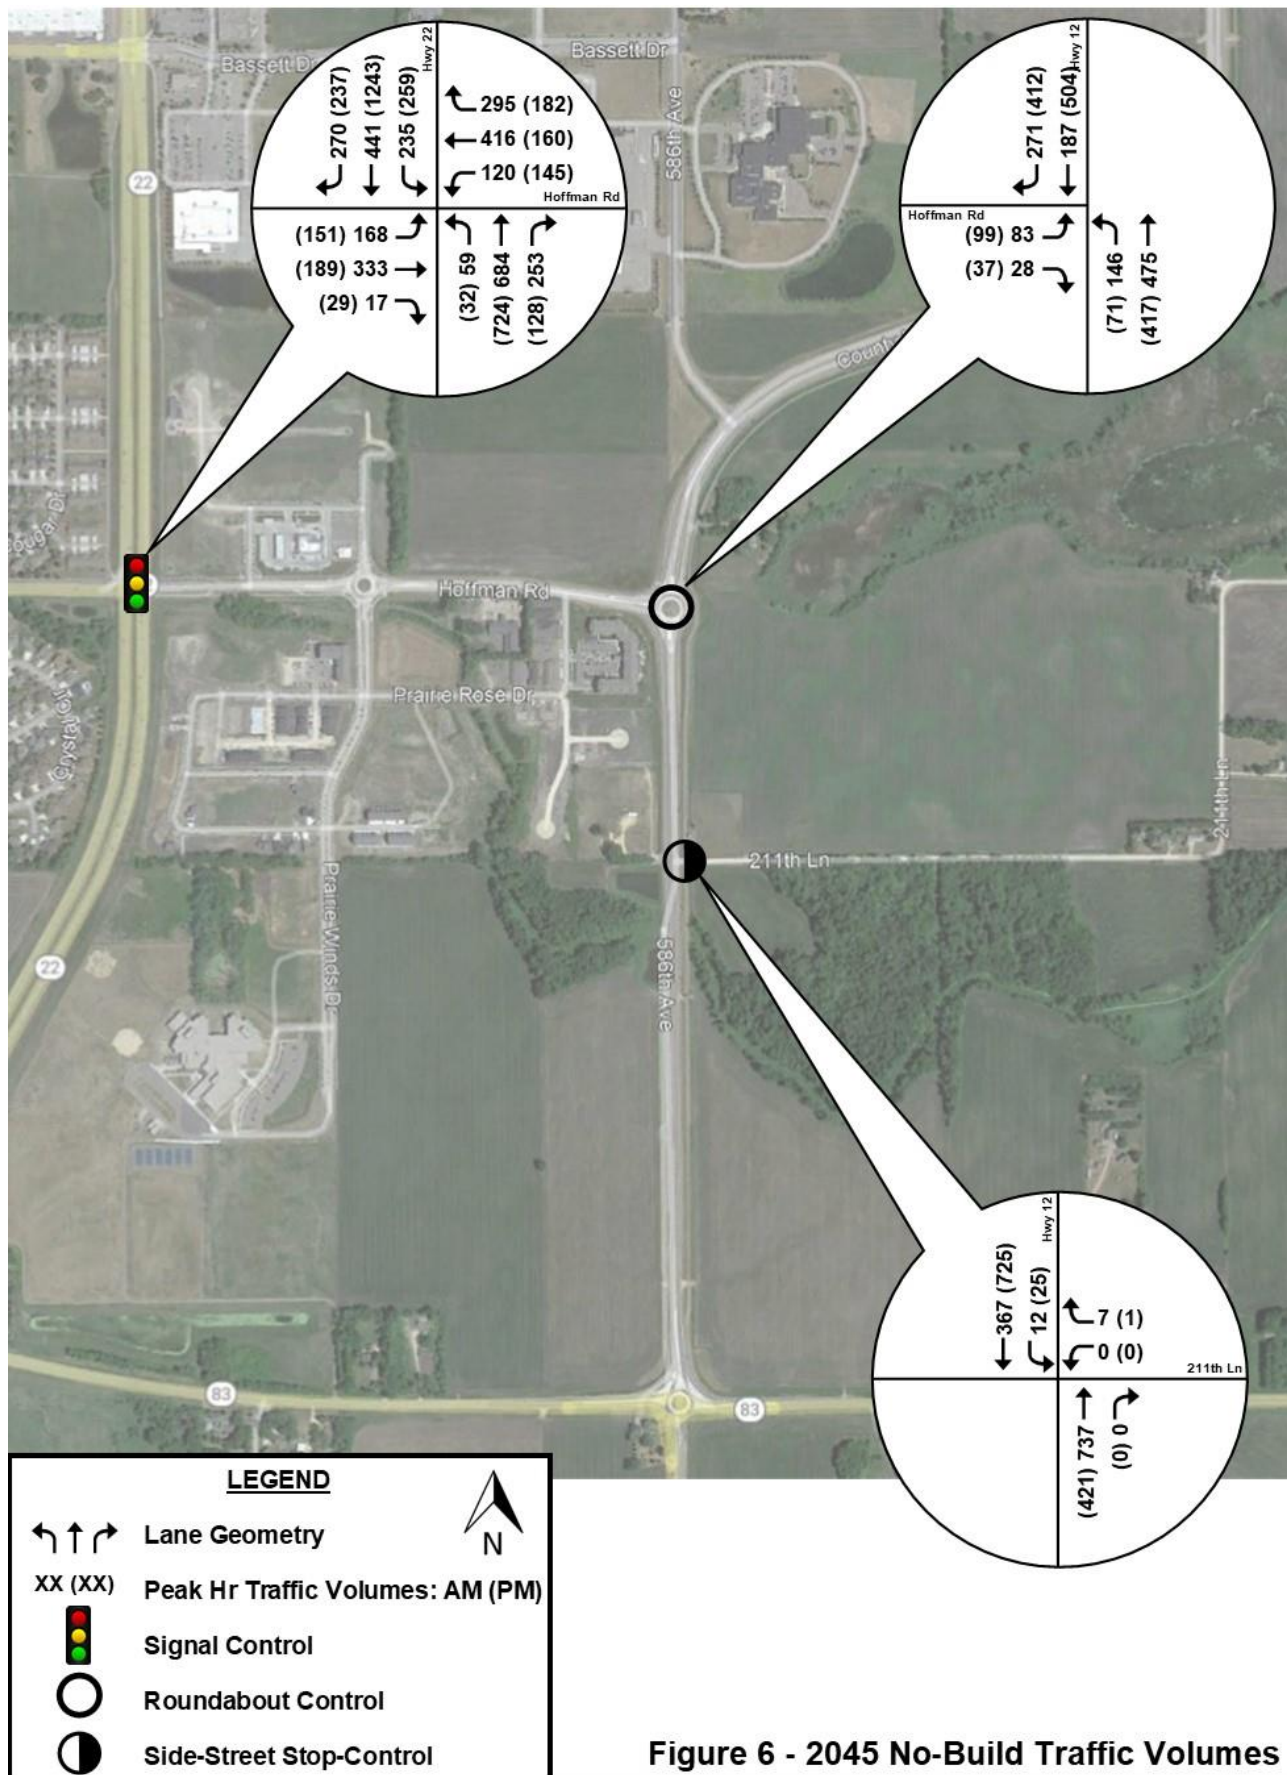 Bassett Dr
Bassett Dr
586th Ave
22
Hwy 22
270 (237)
441 (1243)
235 (259)
295 (182)
416 (160)
120 (145)
Hoffman Rd
(151) 168
(189) 333
(29) 17
(32) 59
(724) 684
(128) 253
Hwy 12
271 (412)
187 (504)
Hoffman Rd
(99) 83
(37) 28
(71) 146
(417) 475
Hoffman Rd
Prairie Rose Dr
211th Ln
211th Ln
Prairie Winds Dr
586th Ave
22
Hwy 12
367 (725)
12 (25)
7 (1)
0 (0)
211th Ln
(421) 737
(0) 0
83
83
LEGEND
N
Lane Geometry
XX (XX) Peak Hr Traffic Volumes: AM (PM)
Signal Control
Roundabout Control
Side-Street Stop-Control
Figure 6 - 2045 No-Build Traffic Volumes